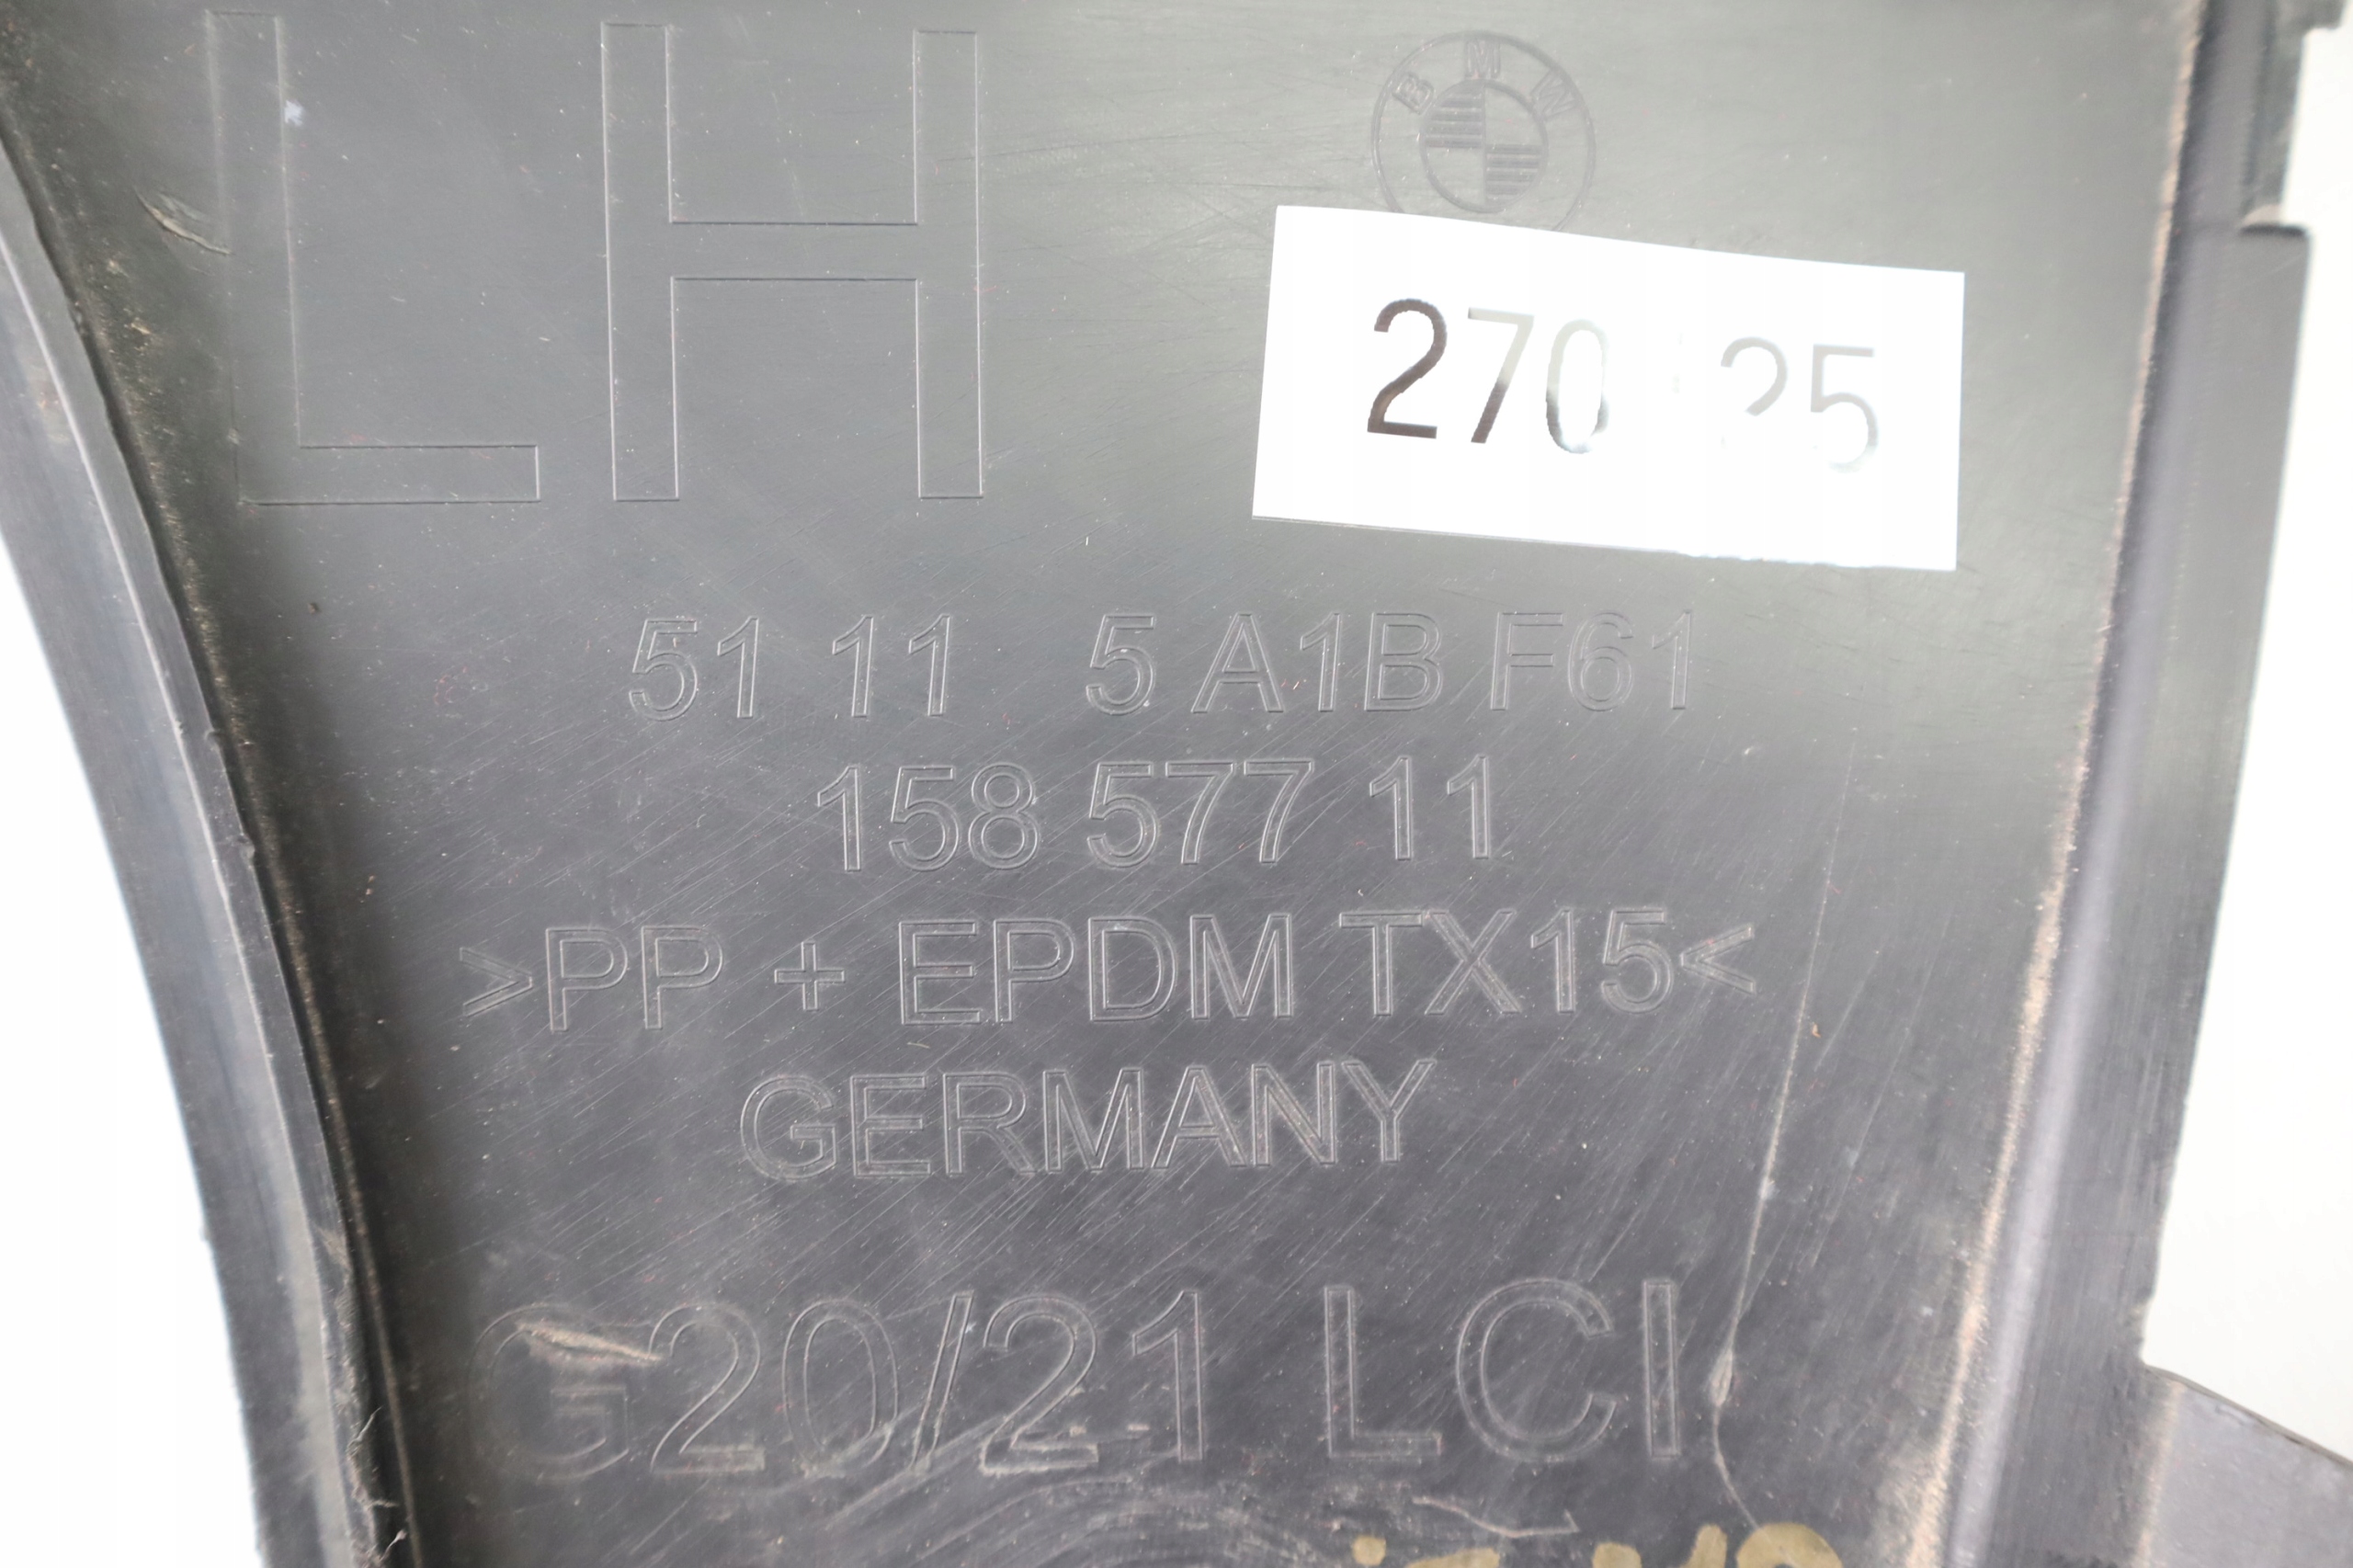 LH
BMW
270 25
51 11 5 A1B F61
158 577 11
>PP + EPDM TX15<
GERMANY
G20/21 LCI